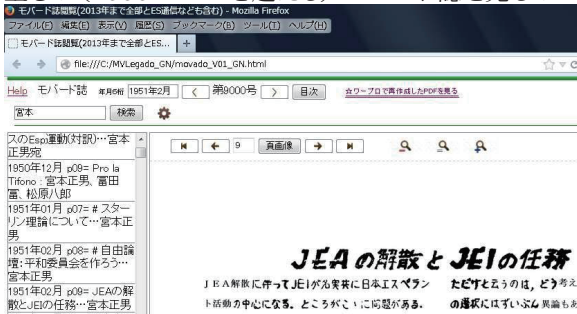 モバード誌閲覧(2013年まで全部とES通信なども含む) - Mozilla Firefox
ファイル(F) 編集(E) 表示(V) 履歴(S) ブックマーク(B) ツール(T) ヘルプ(H)
モバード誌閲覧(2013年まで全部とES... +
file:///C:/MVLegado_GN/movado_V01_GN.html
Help モバード誌 年月6桁 1951年2月 < 第9000号 > 目次 ☆ワープロで再作成したPDFを見る
宮本 検索
スのEsp運動(対訳)…宮本正男宛
1950年12月 p09= Pro la Tifono : 宮本正男、冨田冨、松原八郎
1951年01月 p07= # スターリン理論について…宮本正男
1951年02月 p08= # 自由論壇:平和委員会を作ろう…宮本正男
1951年02月 p09= JEAの解散とJEIの任務…宮本正男
9 頁画像
JEAの解散とJEIの任務
JEA解散に伴ってJEIが名実共に日本エスペラン
ト活動の中心になる。ところがこゝに問題がある。
ただすというのは, どう考え
の選択にはずいぶん異論もあ